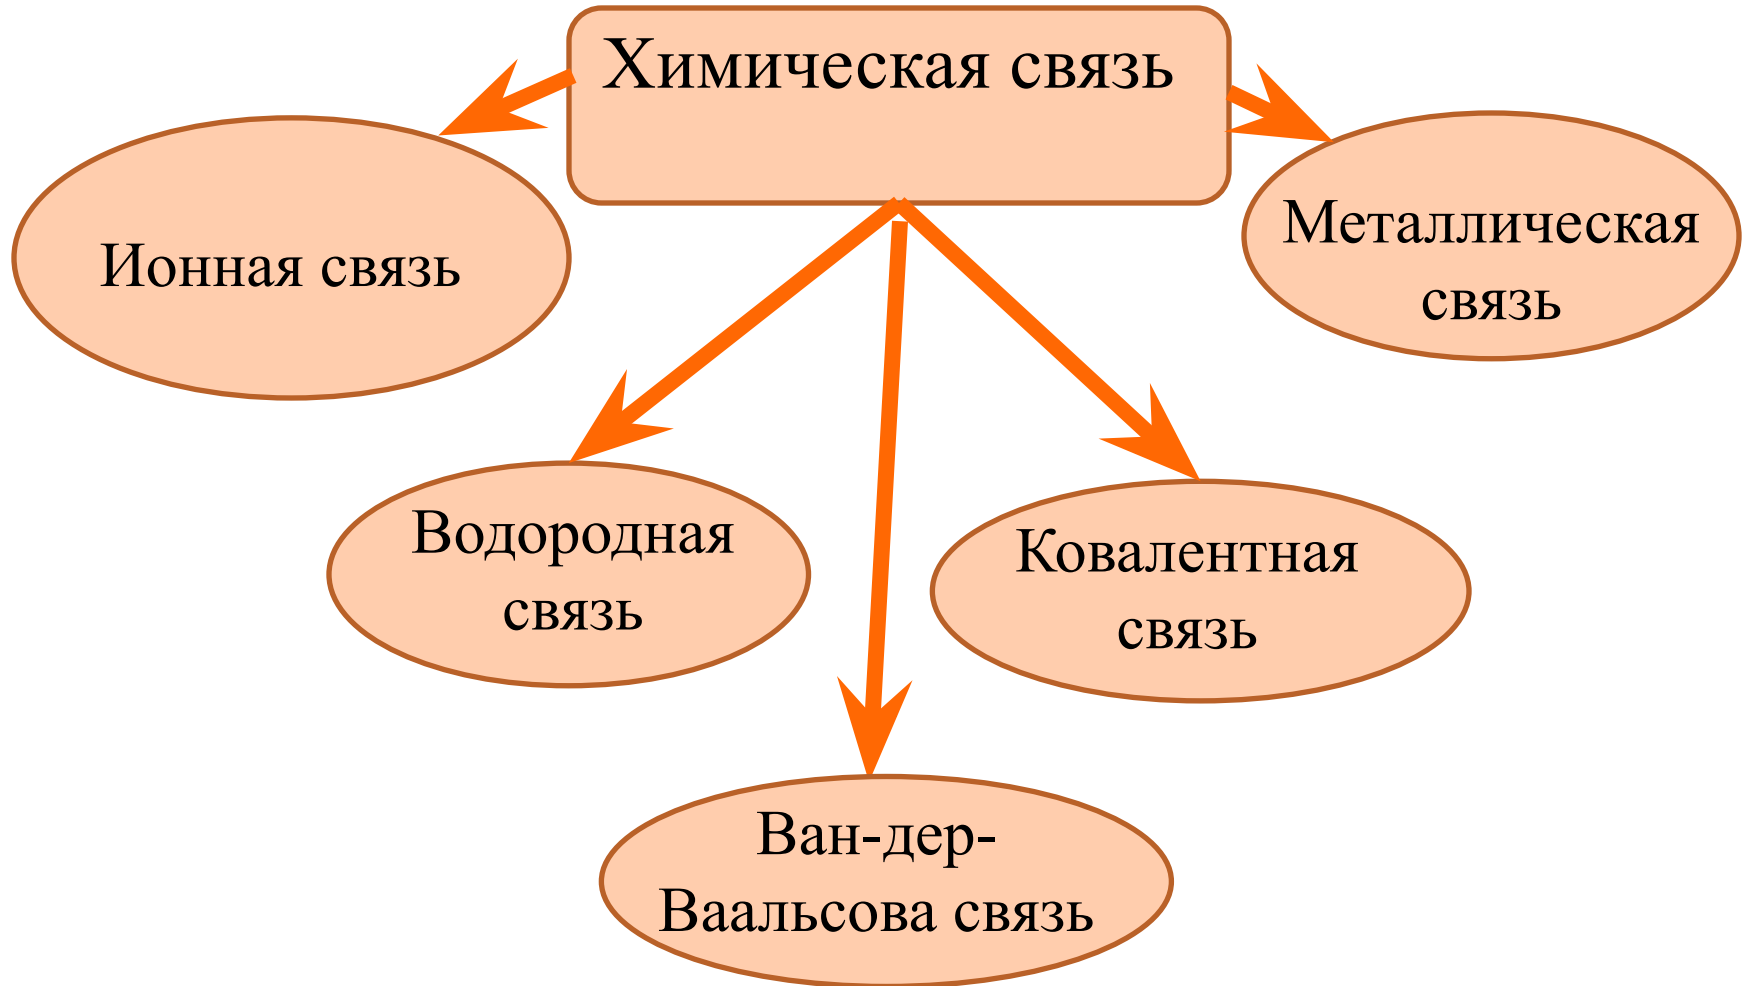 Химическая связь
Ионная связь
Металлическая
связь
Водородная
связь
Ковалентная
связь
Ван-дер-
Ваальсова связь